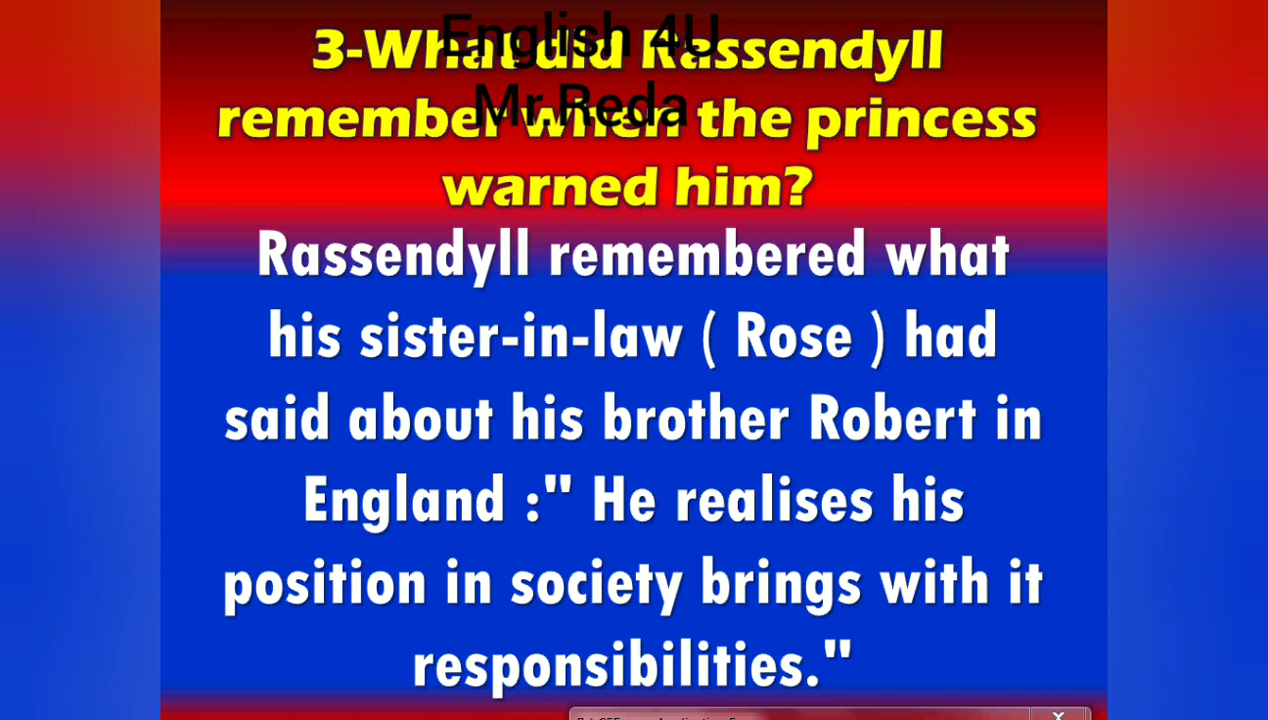 English 4U
Mr.Reda
3-What did Rassendyll
remember when the princess
warned him?
Rassendyll remembered what
his sister-in-law ( Rose ) had
said about his brother Robert in
England :" He realises his
position in society brings with it
responsibilities."